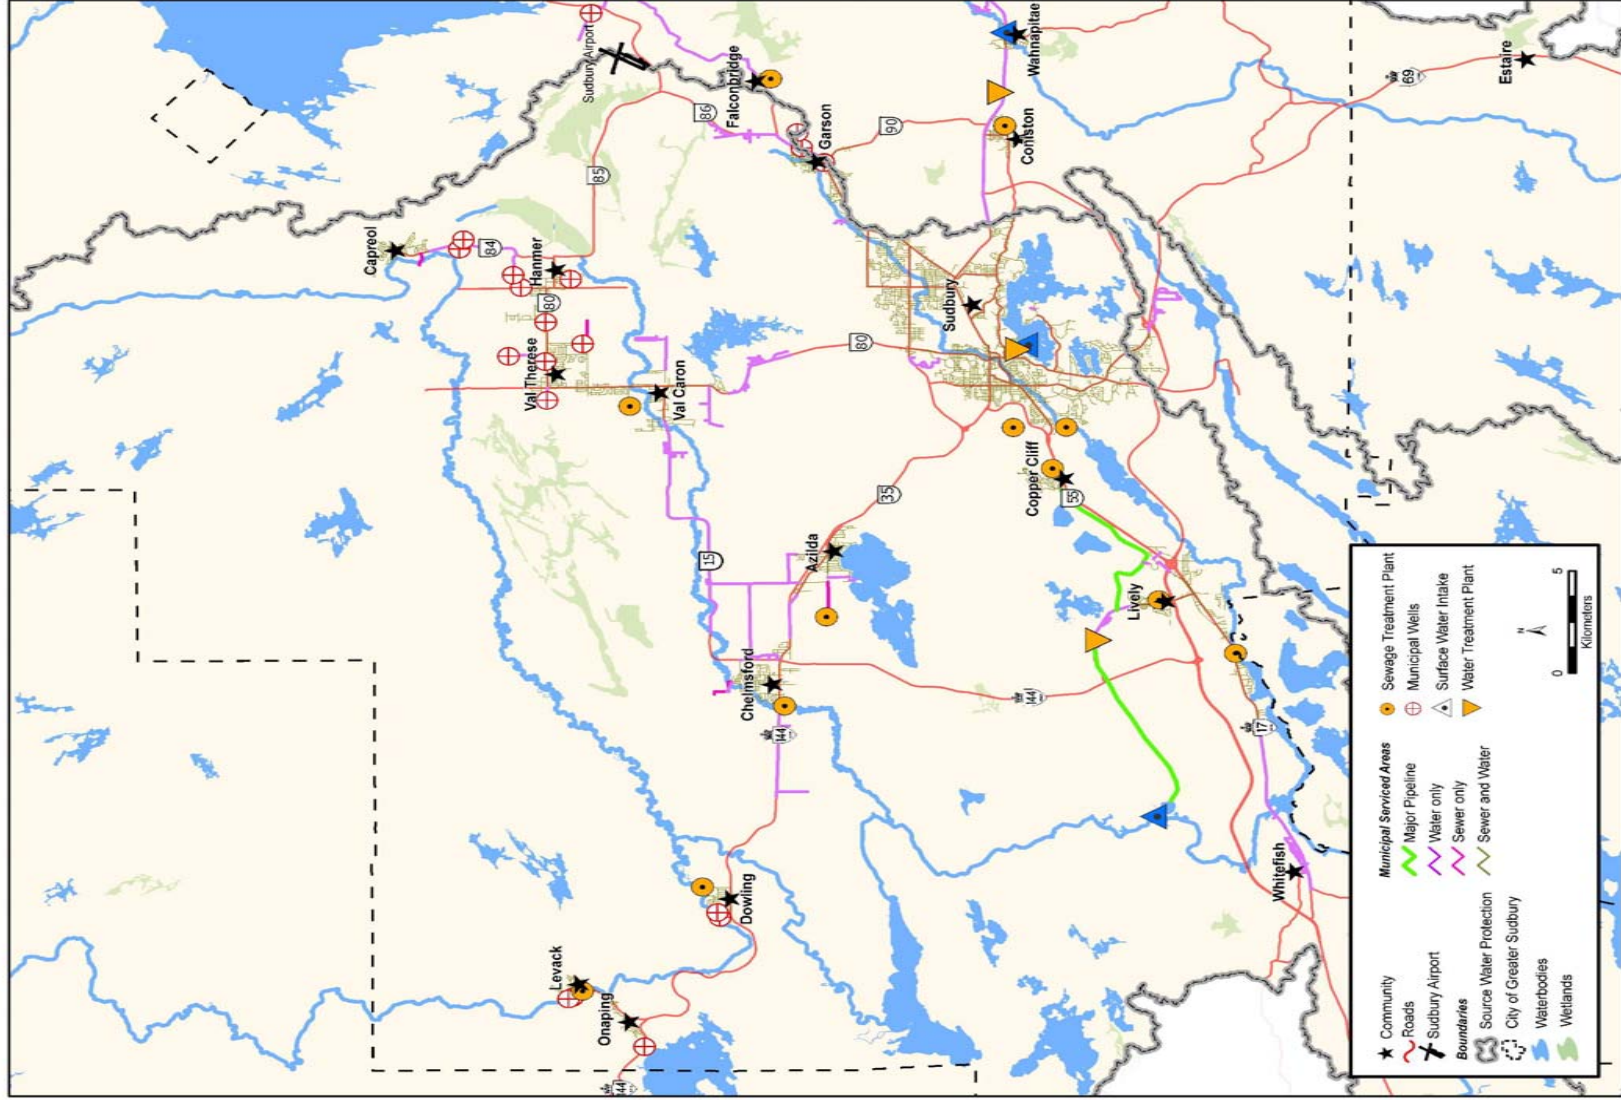 Levack
Onaping
144
Dowling
Capreol
84
Hanmer
80
Val Therese
Val Caron
Sudbury Airport
Falconbridge
86
85
Garson
90
Wahnapitae
Coniston
69
Estaire
15
80
35
Azilda
Chelmsford
144
144
Sudbury
Copper Cliff
55
Lively
17
Whitefish
Community
Roads
Sudbury Airport
Boundaries
Source Water Protection
City of Greater Sudbury
Waterbodies
Wetlands
Municipal Serviced Areas
Major Pipeline
Water only
Sewer only
Sewer and Water
Sewage Treatment Plant
Municipal Wells
Surface Water Intake
Water Treatment Plant
N
0 5
Kilometers